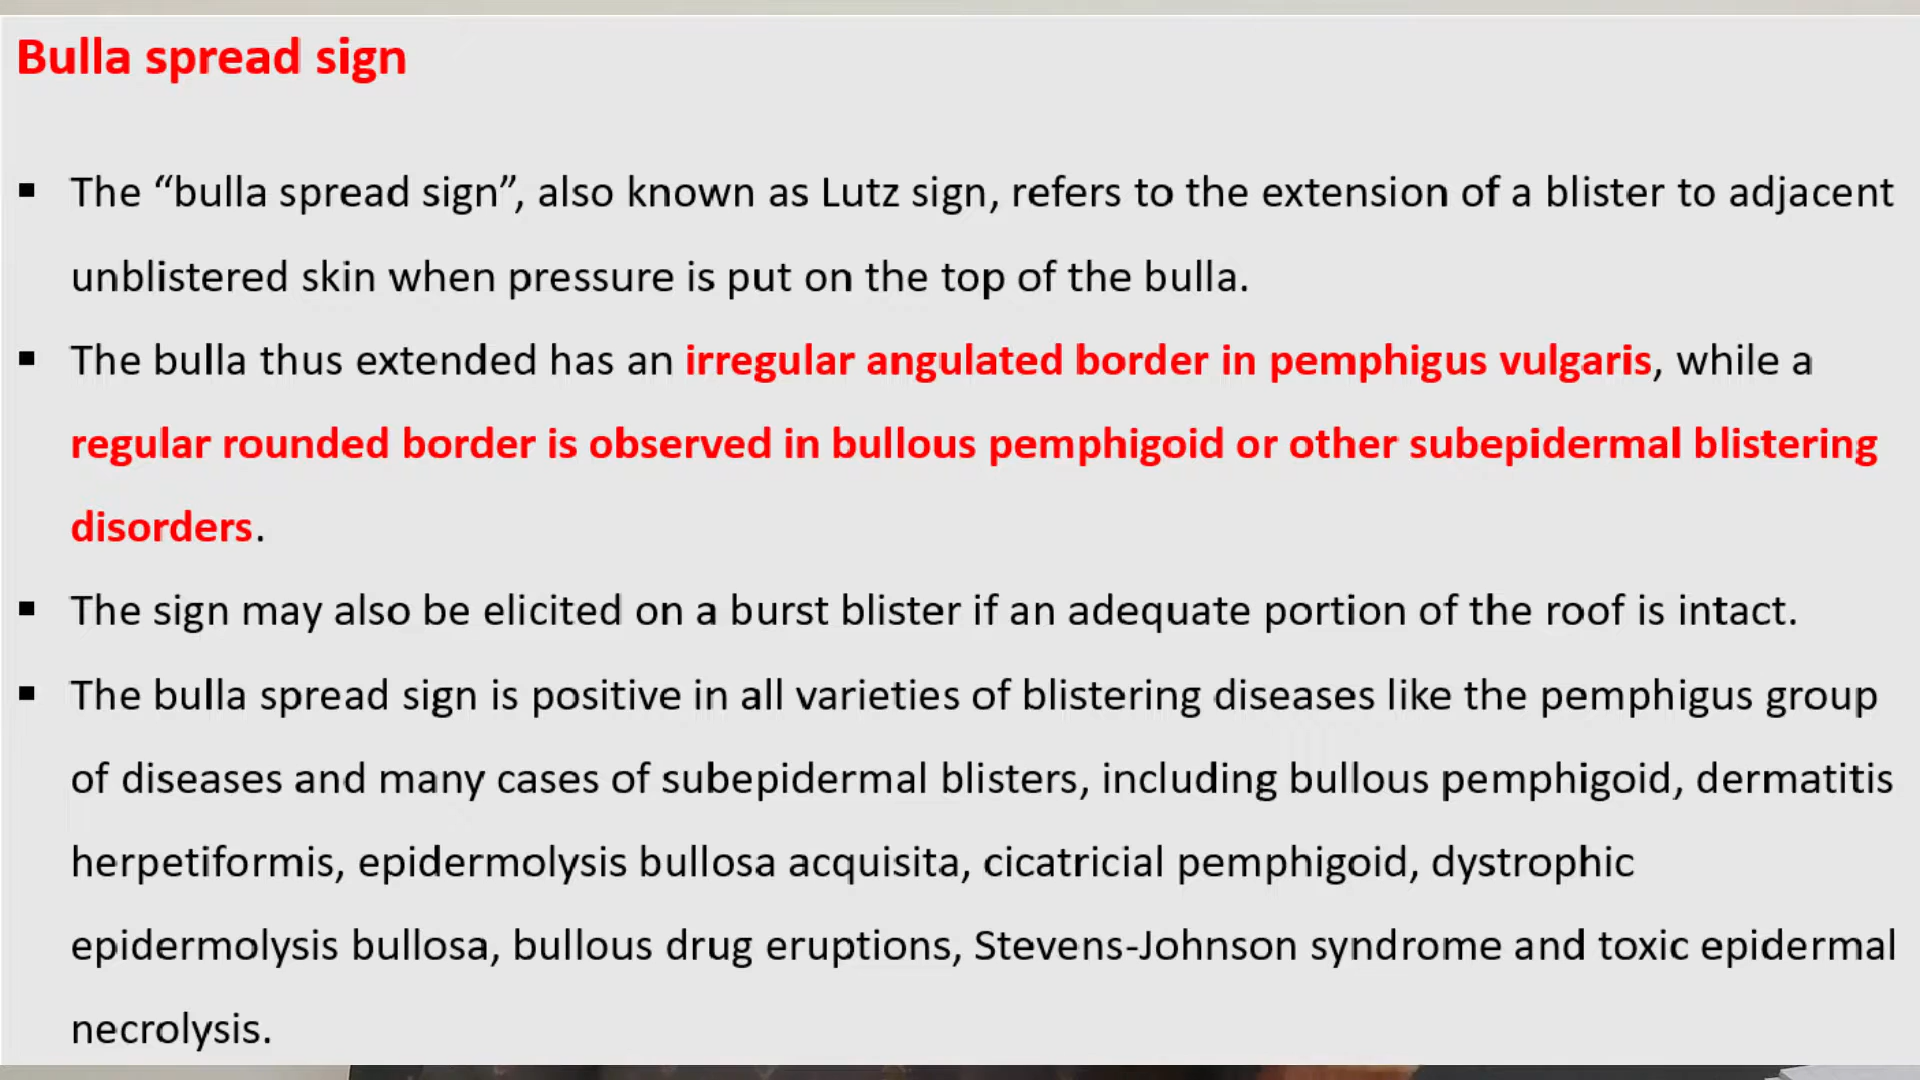 Bulla spread sign
▪ The “bulla spread sign”, also known as Lutz sign, refers to the extension of a blister to adjacent
unblistered skin when pressure is put on the top of the bulla.
▪ The bulla thus extended has an irregular angulated border in pemphigus vulgaris, while a
regular rounded border is observed in bullous pemphigoid or other subepidermal blistering
disorders.
▪ The sign may also be elicited on a burst blister if an adequate portion of the roof is intact.
▪ The bulla spread sign is positive in all varieties of blistering diseases like the pemphigus group
of diseases and many cases of subepidermal blisters, including bullous pemphigoid, dermatitis
herpetiformis, epidermolysis bullosa acquisita, cicatricial pemphigoid, dystrophic
epidermolysis bullosa, bullous drug eruptions, Stevens-Johnson syndrome and toxic epidermal
necrolysis.